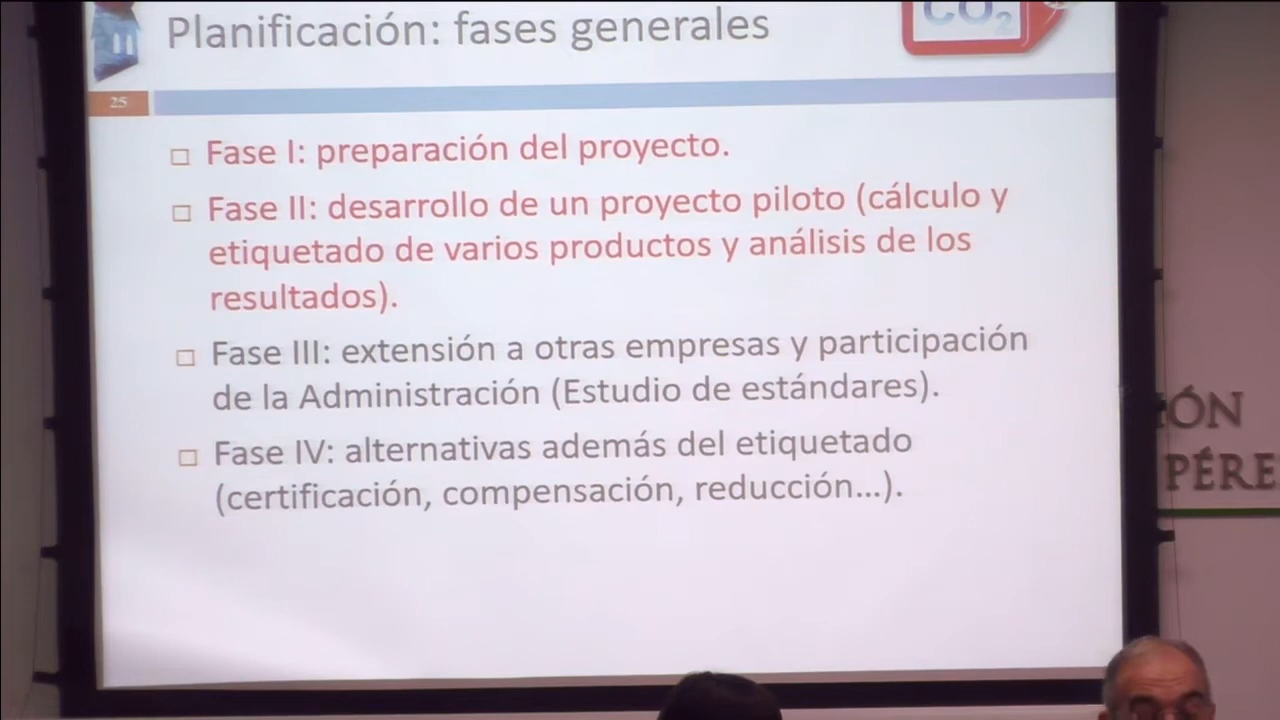 Planificación: fases generales
CO2
25
Fase I: preparación del proyecto.
Fase II: desarrollo de un proyecto piloto (cálculo y
etiquetado de varios productos y análisis de los
resultados).
Fase III: extensión a otras empresas y participación
de la Administración (Estudio de estándares).
Fase IV: alternativas además del etiquetado
(certificación, compensación, reducción...).
IÓN
PÉRE